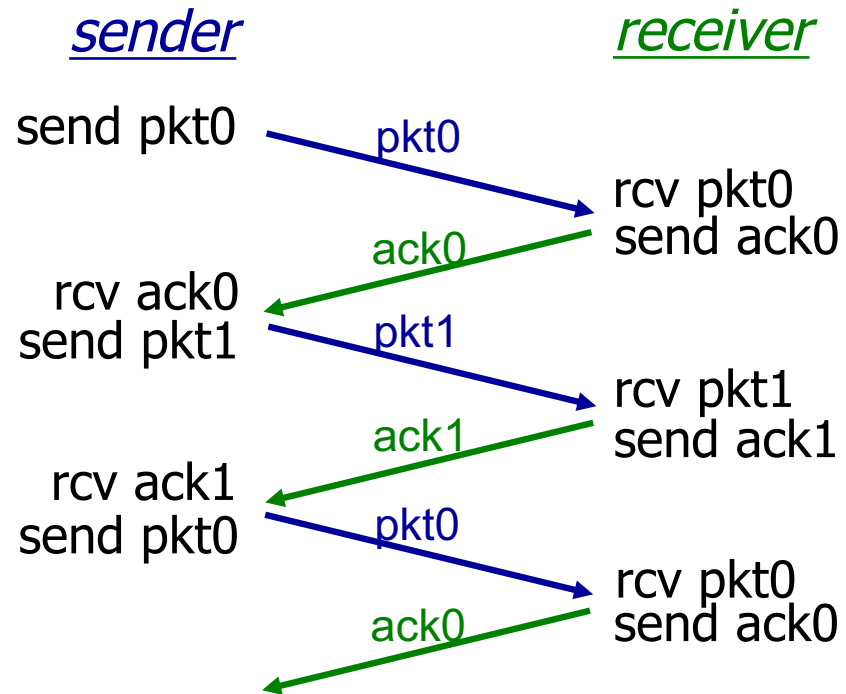 sender
receiver
send pkt0
pkt0
rcv pkt0
send ack0
ack0
rcv ack0
send pkt1
pkt1
rcv pkt1
send ack1
ack1
rcv ack1
send pkt0
pkt0
rcv pkt0
send ack0
ack0